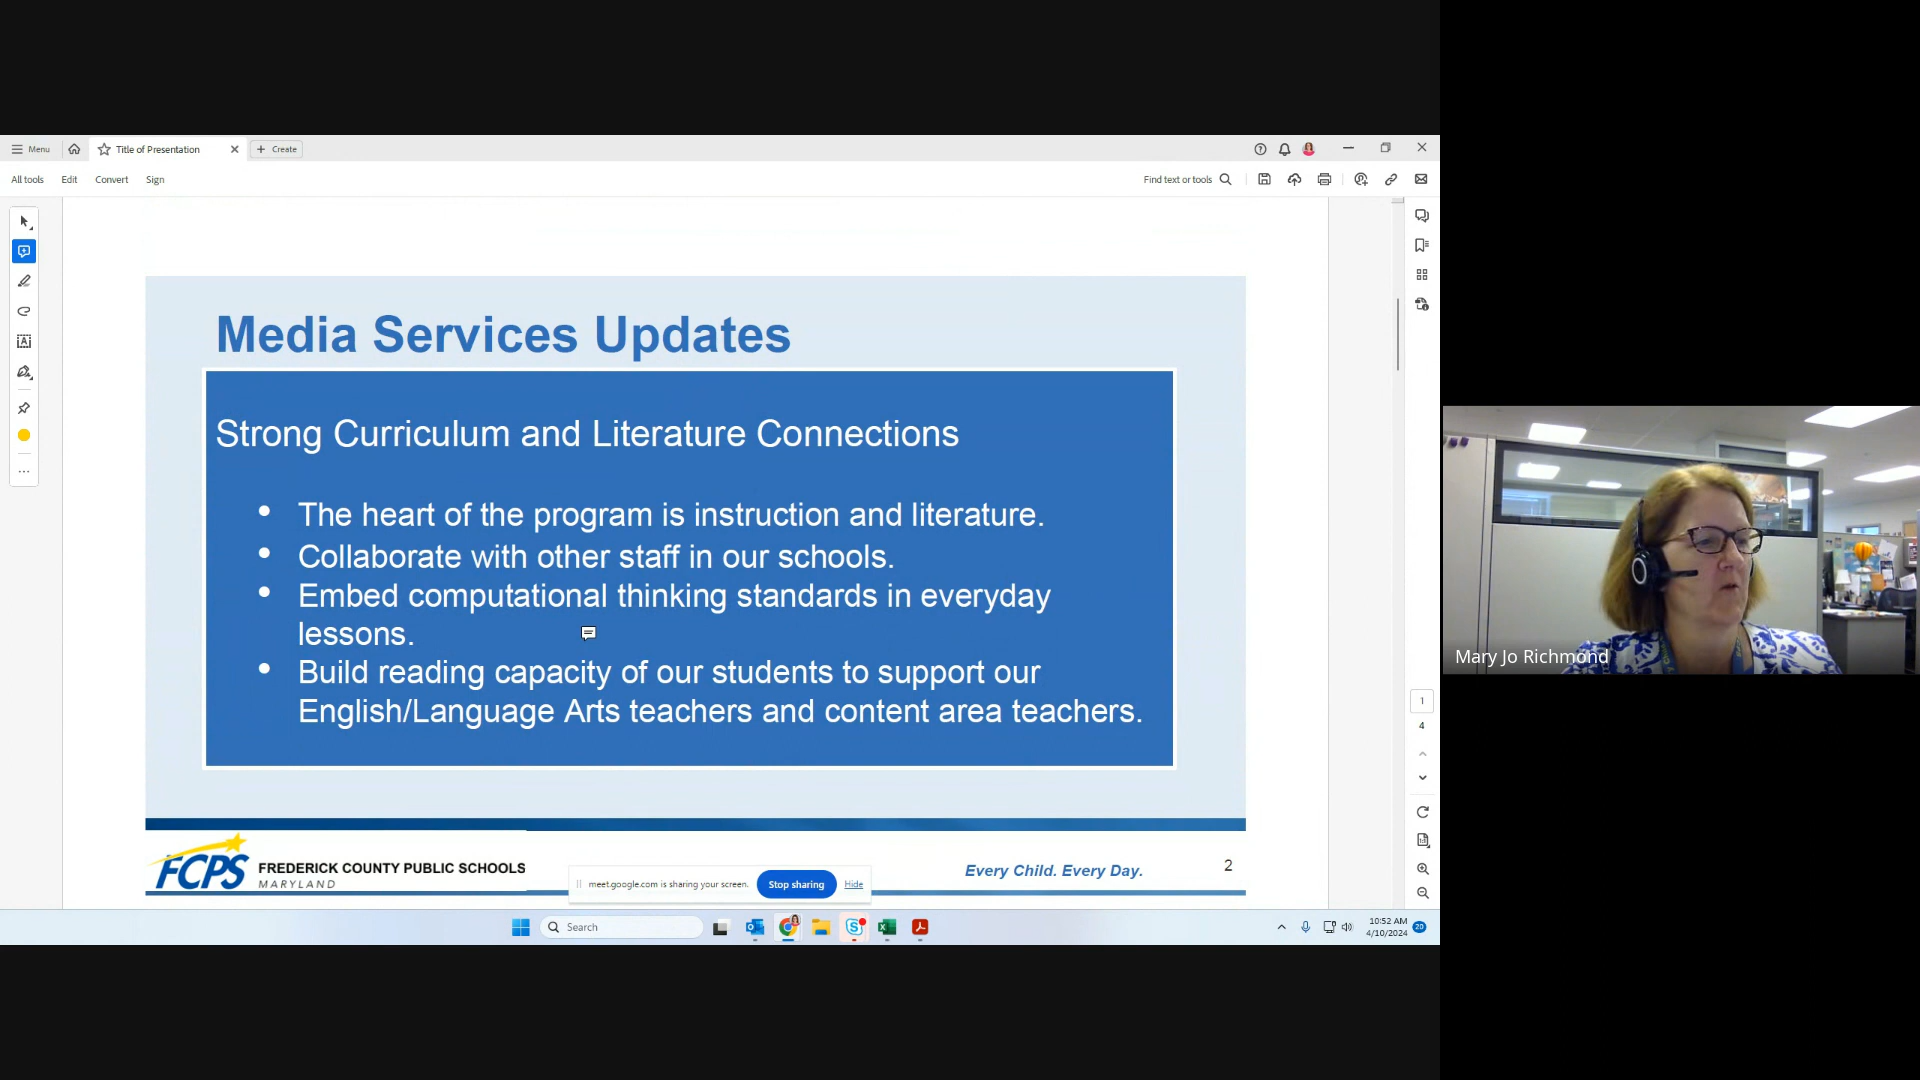 Menu
Title of Presentation
Create
All tools
Edit
Convert
Sign
Find text or tools
Media Services Updates
Strong Curriculum and Literature Connections
• The heart of the program is instruction and literature.
• Collaborate with other staff in our schools.
• Embed computational thinking standards in everyday
lessons.
• Build reading capacity of our students to support our
English/Language Arts teachers and content area teachers.
FCPS
FREDERICK COUNTY PUBLIC SCHOOLS
MARYLAND
Every Child. Every Day.
2
meet.google.com is sharing your screen.
Stop sharing
Hide
1
4
Search
10:52 AM
4/10/2024
20
Mary Jo Richmond